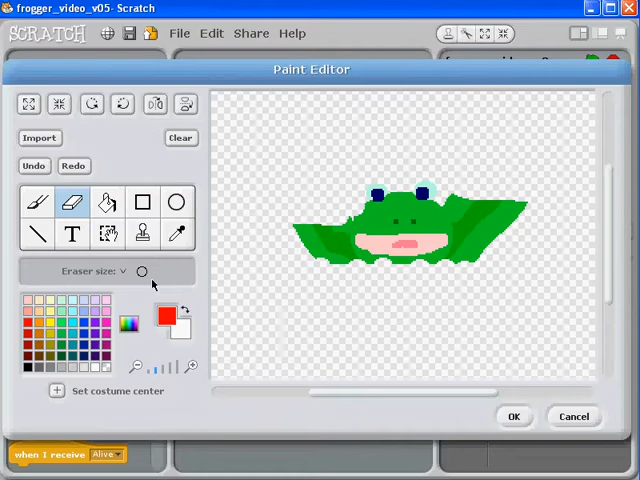 frogger_video_v05- Scratch
SCRATCH
File Edit Share Help
Paint Editor
Import
Clear
Undo
Redo
T
Eraser size:
Set costume center
OK
Cancel
when I receive Alive